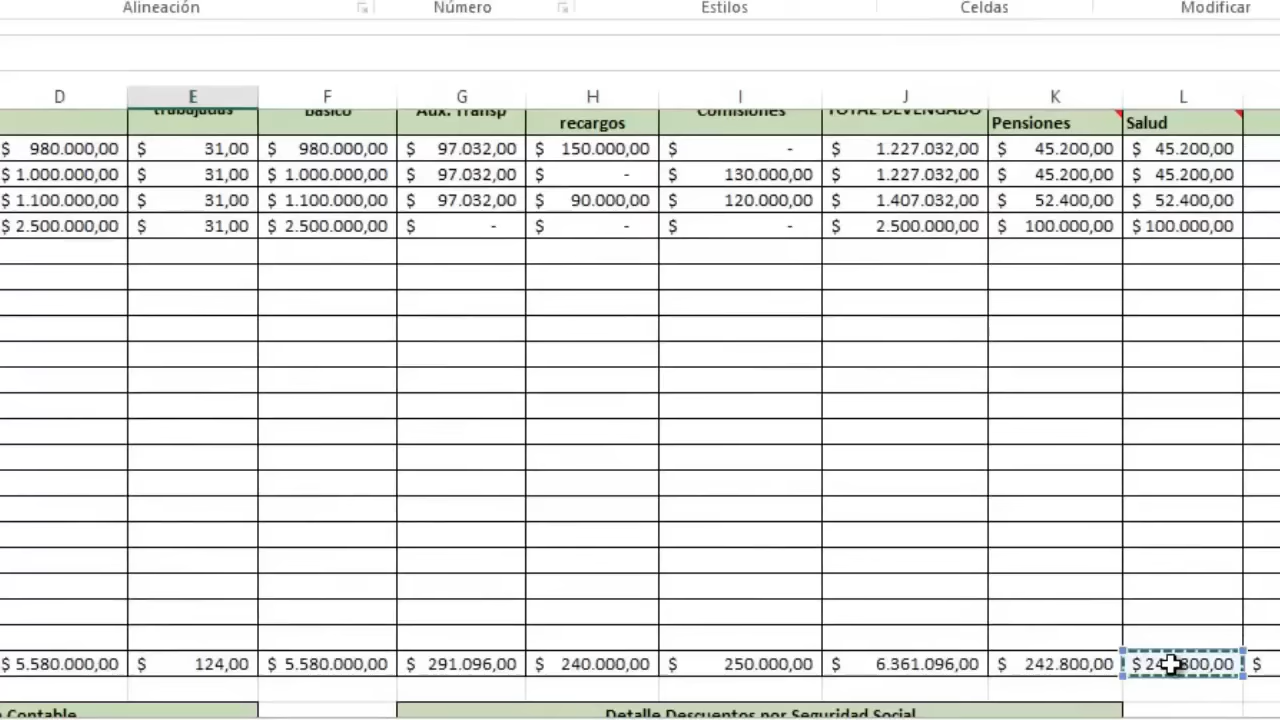 Alineación Número Estilos Celdas Modificar
D E F G H I J K L
trabajadas Básico Aux. Transp recargos Comisiones TOTAL DEVENGADO Pensiones Salud
$ 980.000,00 $ 31,00 $ 980.000,00 $ 97.032,00 $ 150.000,00 $ - $ 1.227.032,00 $ 45.200,00 $ 45.200,00
$ 1.000.000,00 $ 31,00 $ 1.000.000,00 $ 97.032,00 $ - $ 130.000,00 $ 1.227.032,00 $ 45.200,00 $ 45.200,00
$ 1.100.000,00 $ 31,00 $ 1.100.000,00 $ 97.032,00 $ 90.000,00 $ 120.000,00 $ 1.407.032,00 $ 52.400,00 $ 52.400,00
$ 2.500.000,00 $ 31,00 $ 2.500.000,00 $ - $ - $ - $ 2.500.000,00 $ 100.000,00 $ 100.000,00
$ 5.580.000,00 $ 124,00 $ 5.580.000,00 $ 291.096,00 $ 240.000,00 $ 250.000,00 $ 6.361.096,00 $ 242.800,00 $ $
Contable Detalle Descuentos por Seguridad Social